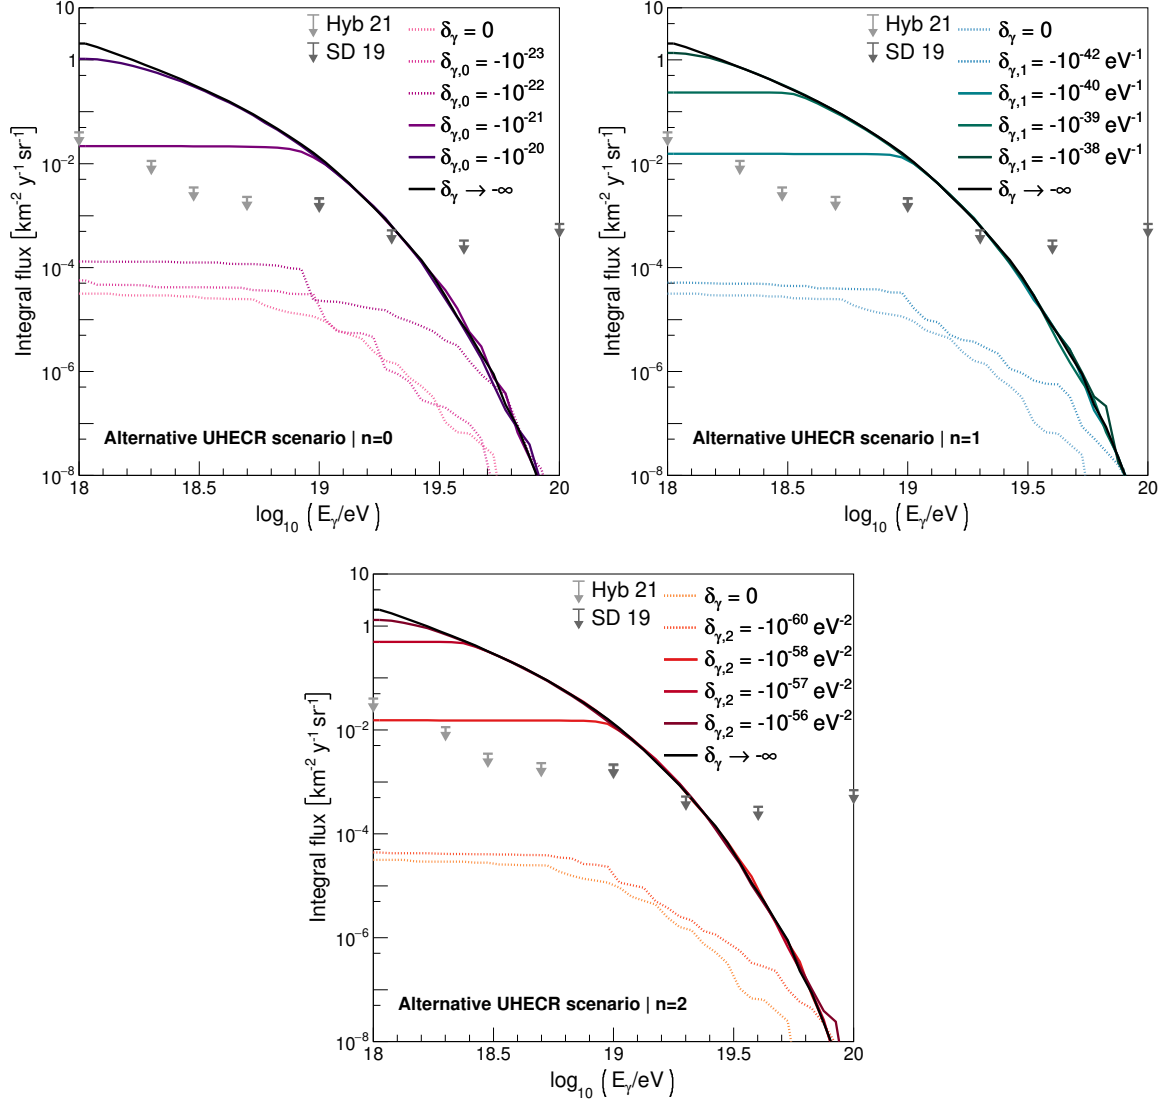 Hyb 21
SD 19
δγ = 0
δγ,0 = -10⁻²³
δγ,0 = -10⁻²²
δγ,0 = -10⁻²¹
δγ,0 = -10⁻²⁰
δγ → -∞
Integral flux [km⁻² y⁻¹ sr⁻¹]
10
1
10⁻²
10⁻⁴
10⁻⁶
10⁻⁸
Alternative UHECR scenario | n=0
18 18.5 19 19.5 20
log₁₀ (Eγ/eV)
Hyb 21
SD 19
δγ = 0
δγ,1 = -10⁻⁴² eV⁻¹
δγ,1 = -10⁻⁴⁰ eV⁻¹
δγ,1 = -10⁻³⁹ eV⁻¹
δγ,1 = -10⁻³⁸ eV⁻¹
δγ → -∞
Integral flux [km⁻² y⁻¹ sr⁻¹]
10
1
10⁻²
10⁻⁴
10⁻⁶
10⁻⁸
Alternative UHECR scenario | n=1
18 18.5 19 19.5 20
log₁₀ (Eγ/eV)
Hyb 21
SD 19
δγ = 0
δγ,2 = -10⁻⁶⁰ eV⁻²
δγ,2 = -10⁻⁵⁸ eV⁻²
δγ,2 = -10⁻⁵⁷ eV⁻²
δγ,2 = -10⁻⁵⁶ eV⁻²
δγ → -∞
Integral flux [km⁻² y⁻¹ sr⁻¹]
10
1
10⁻²
10⁻⁴
10⁻⁶
10⁻⁸
Alternative UHECR scenario | n=2
18 18.5 19 19.5 20
log₁₀ (Eγ/eV)